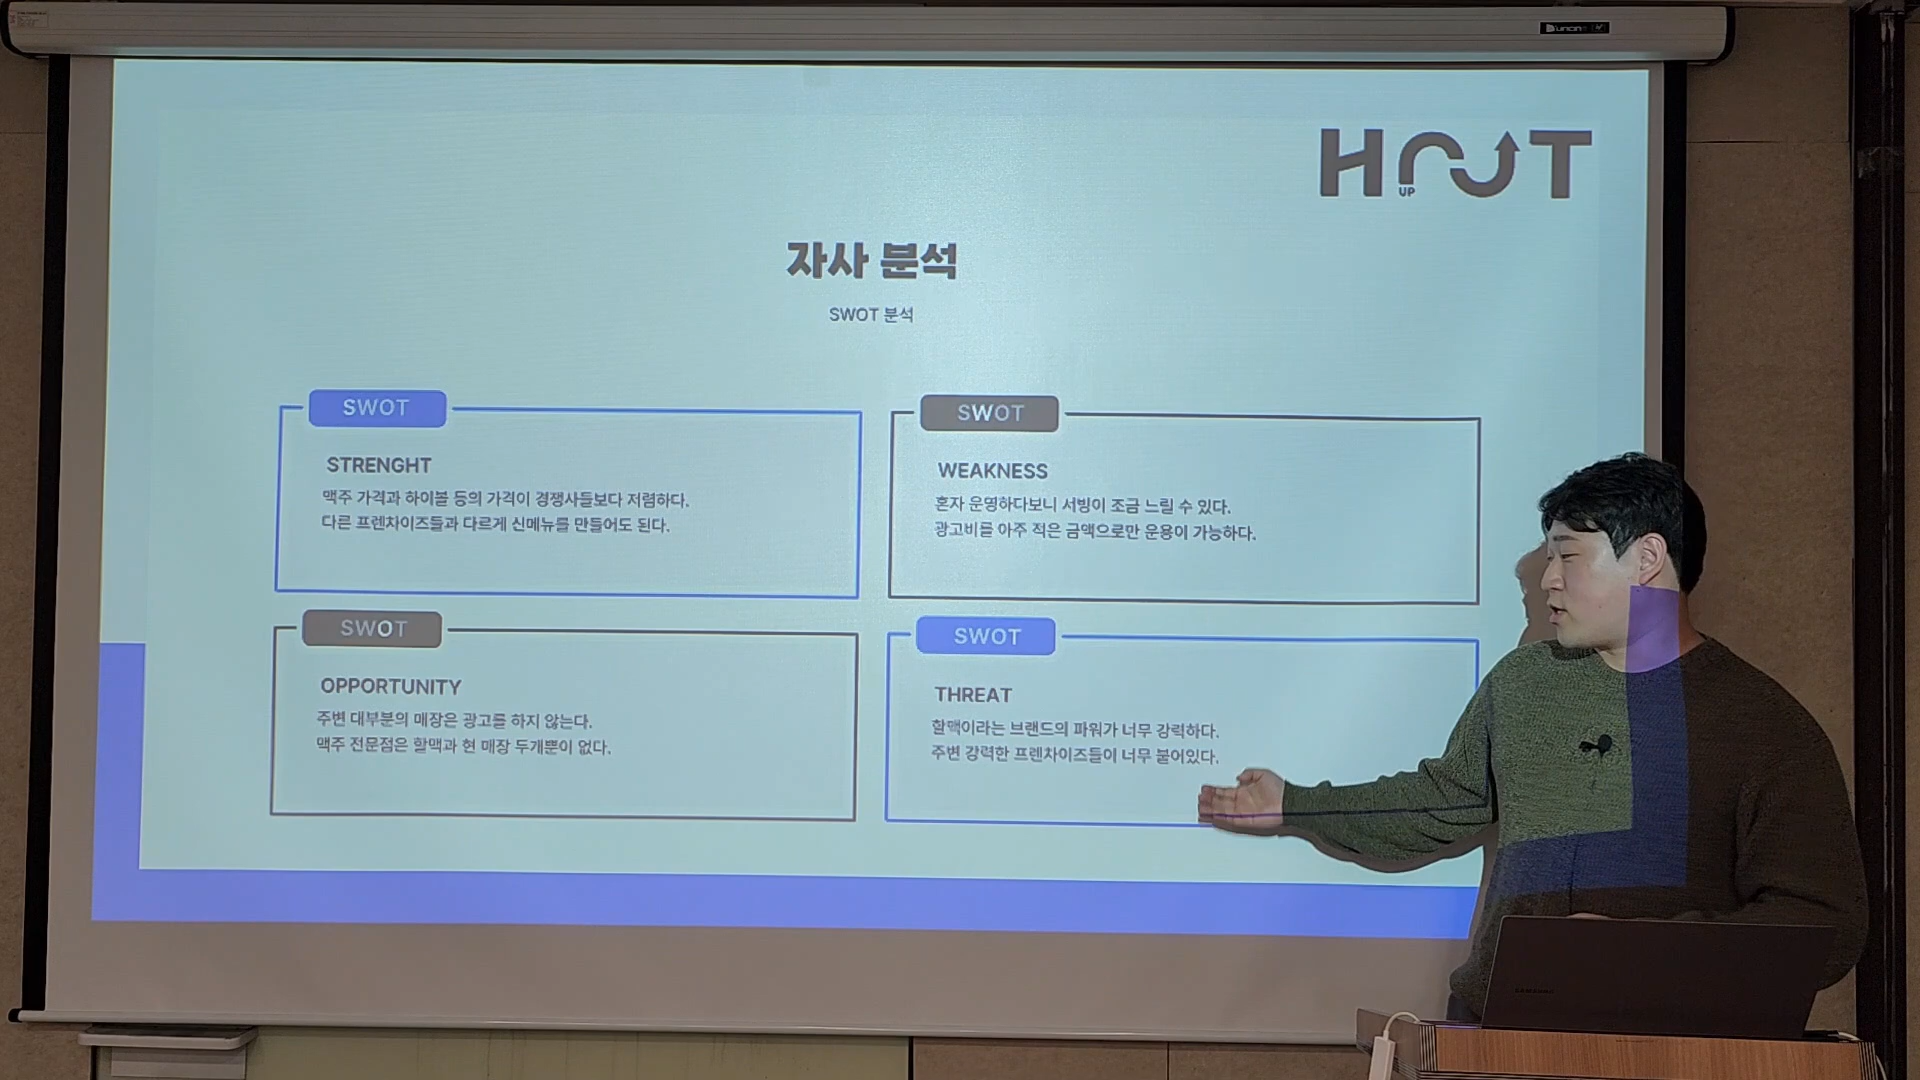 H UP T
자사 분석
SWOT 분석
SWOT
STRENGHT
맥주 가격과 하이볼 등의 가격이 경쟁사들보다 저렴하다.
다른 프렌차이즈들과 다르게 신메뉴를 만들어도 된다.
SWOT
WEAKNESS
혼자 운영하다보니 서빙이 조금 느릴 수 있다.
광고비를 아주 적은 금액으로만 운용이 가능하다.
SWOT
OPPORTUNITY
주변 대부분의 매장은 광고를 하지 않는다.
맥주 전문점은 할맥과 현 매장 두개뿐이 없다.
SWOT
THREAT
할맥이라는 브랜드의 파워가 너무 강력하다.
주변 강력한 프렌차이즈들이 너무 붙어있다.
SAMSUNG